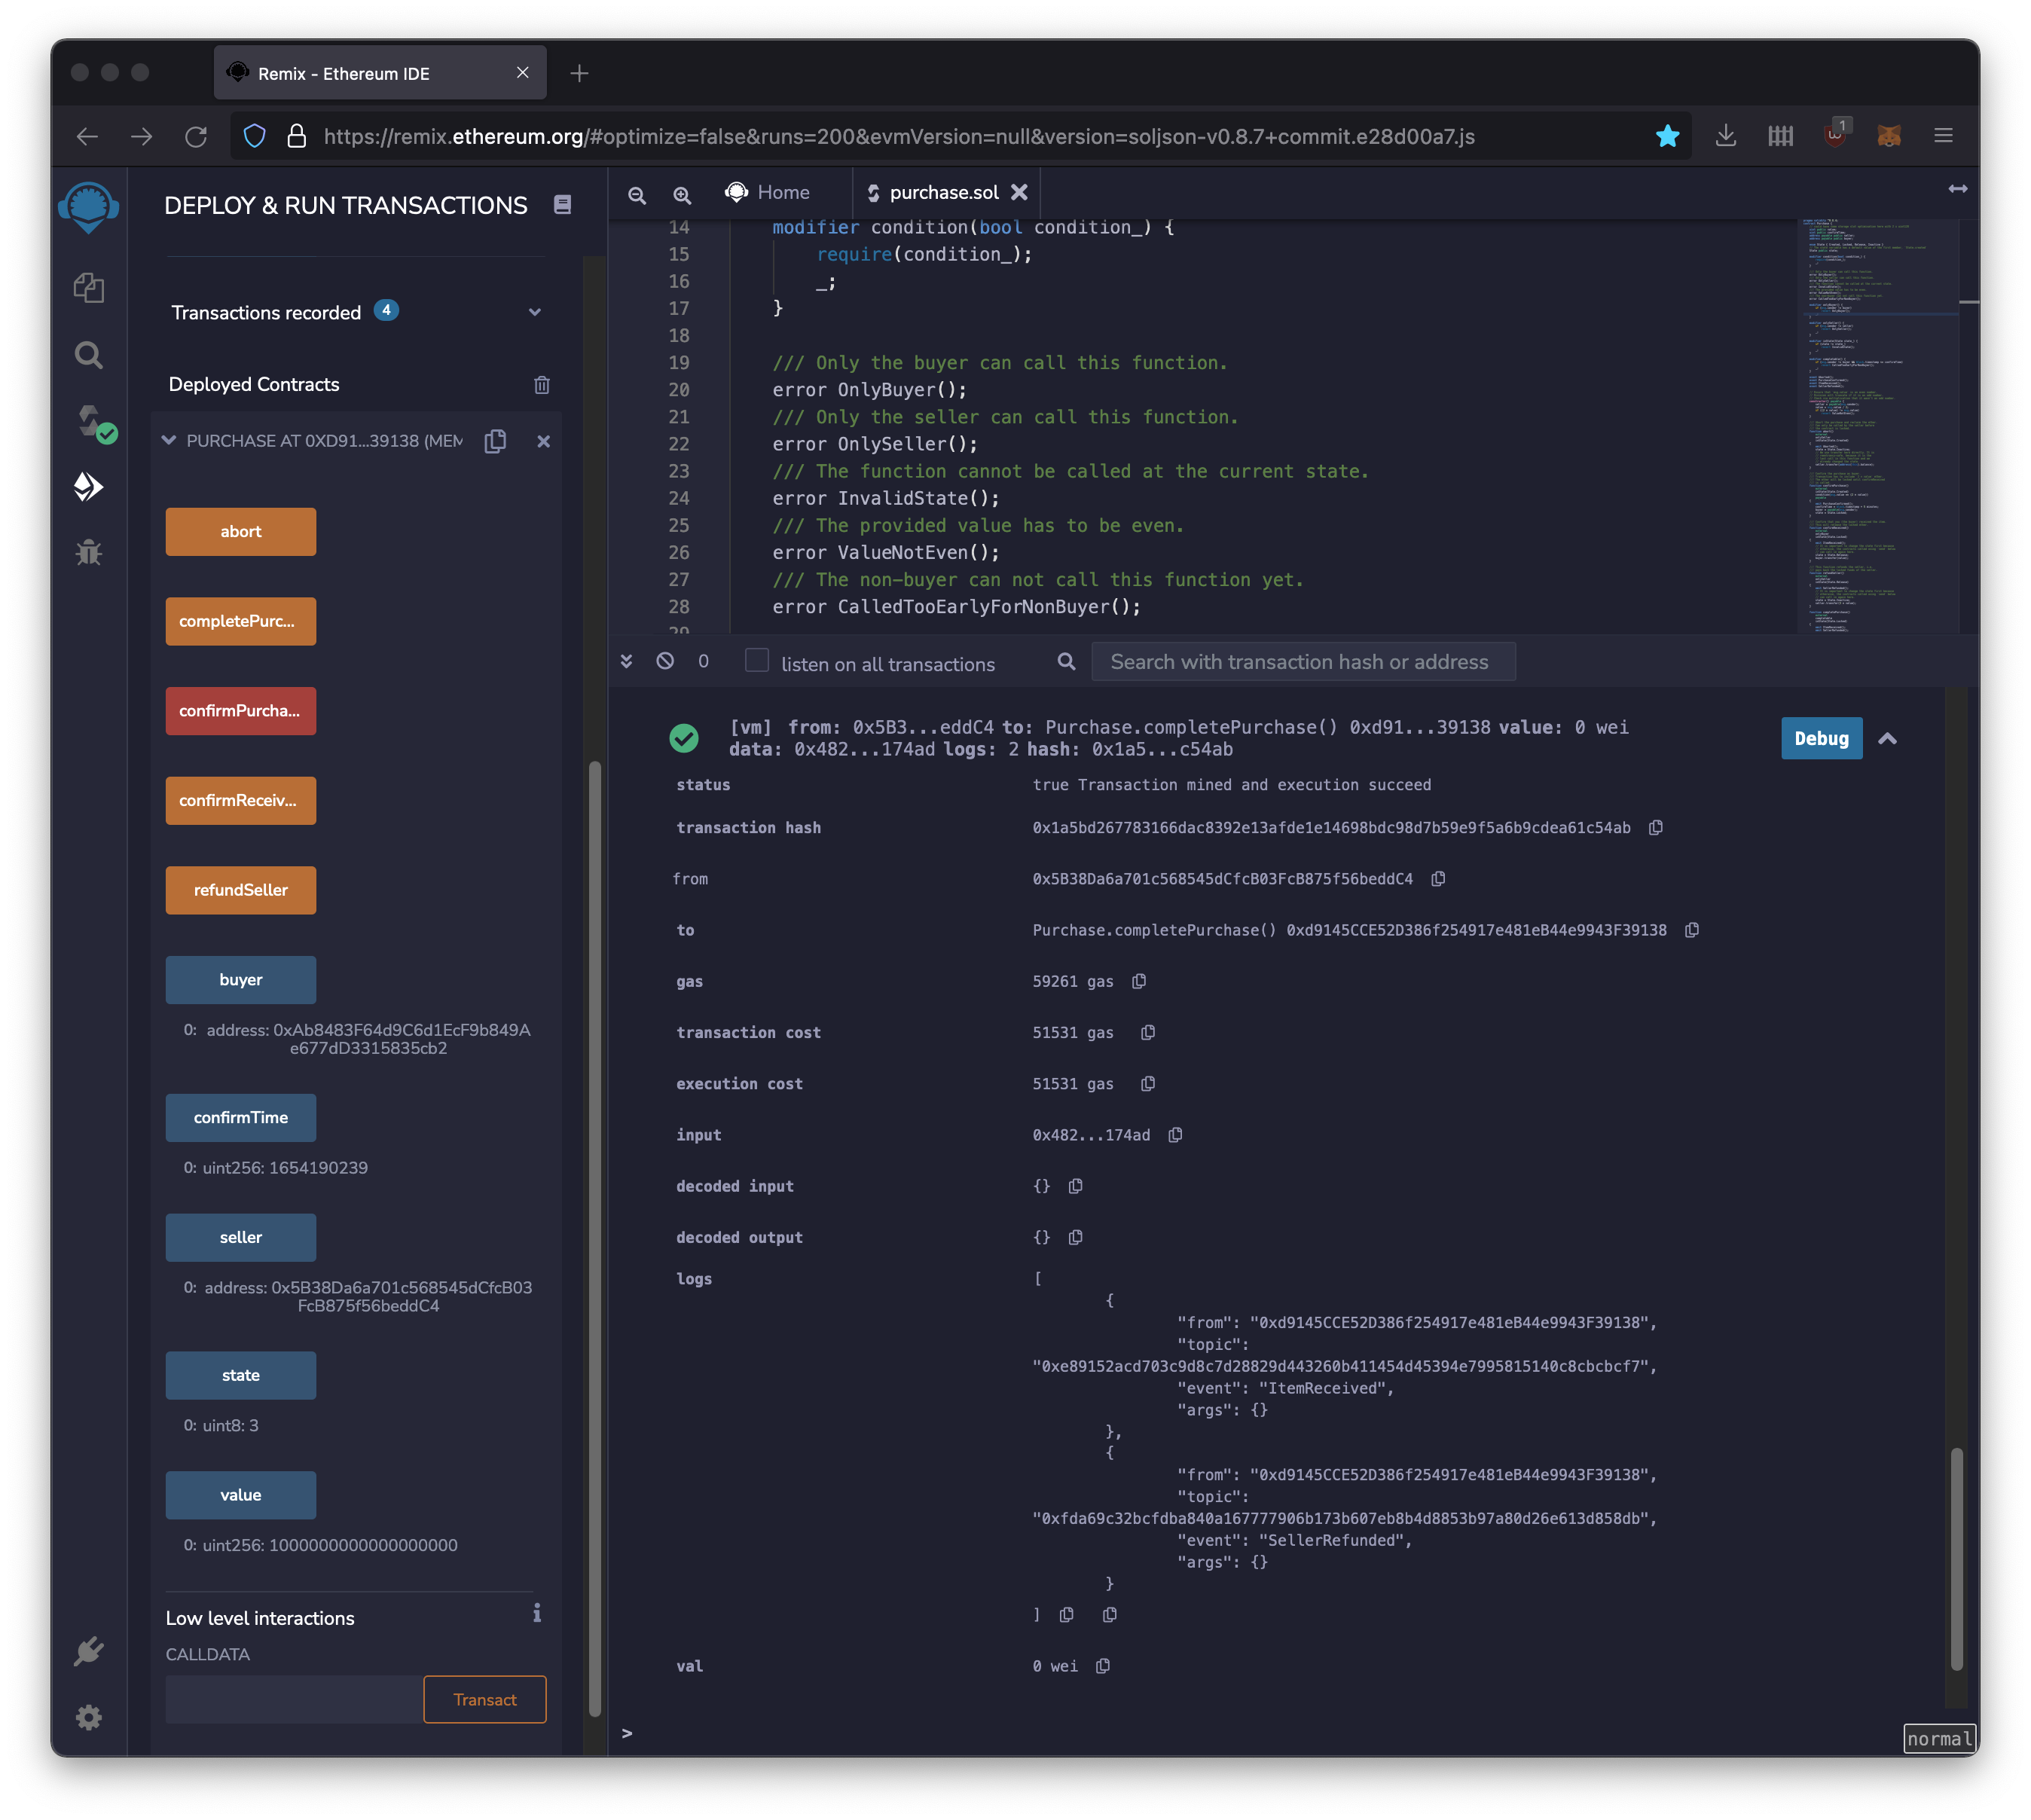 Remix - Ethereum IDE
https://remix.ethereum.org/#optimize=false&runs=200&evmVersion=null&version=soljson-v0.8.7+commit.e28d00a7.js
1
DEPLOY & RUN TRANSACTIONS
Transactions recorded 4
Deployed Contracts
PURCHASE AT 0XD91...39138 (MEM
abort
completePurc...
confirmPurcha...
confirmReceiv...
refundSeller
buyer
0: address: 0xAb8483F64d9C6d1EcF9b849A
e677dD3315835cb2
confirmTime
0: uint256: 1654190239
seller
0: address: 0x5B38Da6a701c568545dCfcB03
FcB875f56beddC4
state
0: uint8: 3
value
0: uint256: 1000000000000000000
Low level interactions
CALLDATA
Transact
Home
purchase.sol
14 modifier condition(bool condition_) {
15 require(condition_);
16 _;
17 }
18
19 /// Only the buyer can call this function.
20 error OnlyBuyer();
21 /// Only the seller can call this function.
22 error OnlySeller();
23 /// The function cannot be called at the current state.
24 error InvalidState();
25 /// The provided value has to be even.
26 error ValueNotEven();
27 /// The non-buyer can not call this function yet.
28 error CalledTooEarlyForNonBuyer();
29
0 listen on all transactions Search with transaction hash or address
[vm] from: 0x5B3...eddC4 to: Purchase.completePurchase() 0xd91...39138 value: 0 wei
data: 0x482...174ad logs: 2 hash: 0x1a5...c54ab
Debug
status true Transaction mined and execution succeed
transaction hash 0x1a5bd267783166dac8392e13afde1e14698bdc98d7b59e9f5a6b9cdea61c54ab
from 0x5B38Da6a701c568545dCfcB03FcB875f56beddC4
to Purchase.completePurchase() 0xd9145CCE52D386f254917e481eB44e9943F39138
gas 59261 gas
transaction cost 51531 gas
execution cost 51531 gas
input 0x482...174ad
decoded input {}
decoded output {}
logs [
{
"from": "0xd9145CCE52D386f254917e481eB44e9943F39138",
"topic":
"0xe89152acd703c9d8c7d28829d443260b411454d45394e7995815140c8cbcbcf7",
"event": "ItemReceived",
"args": {}
},
{
"from": "0xd9145CCE52D386f254917e481eB44e9943F39138",
"topic":
"0xfda69c32bcfdba840a167777906b173b607eb8b4d8853b97a80d26e613d858db",
"event": "SellerRefunded",
"args": {}
}
]
val 0 wei
>
normal